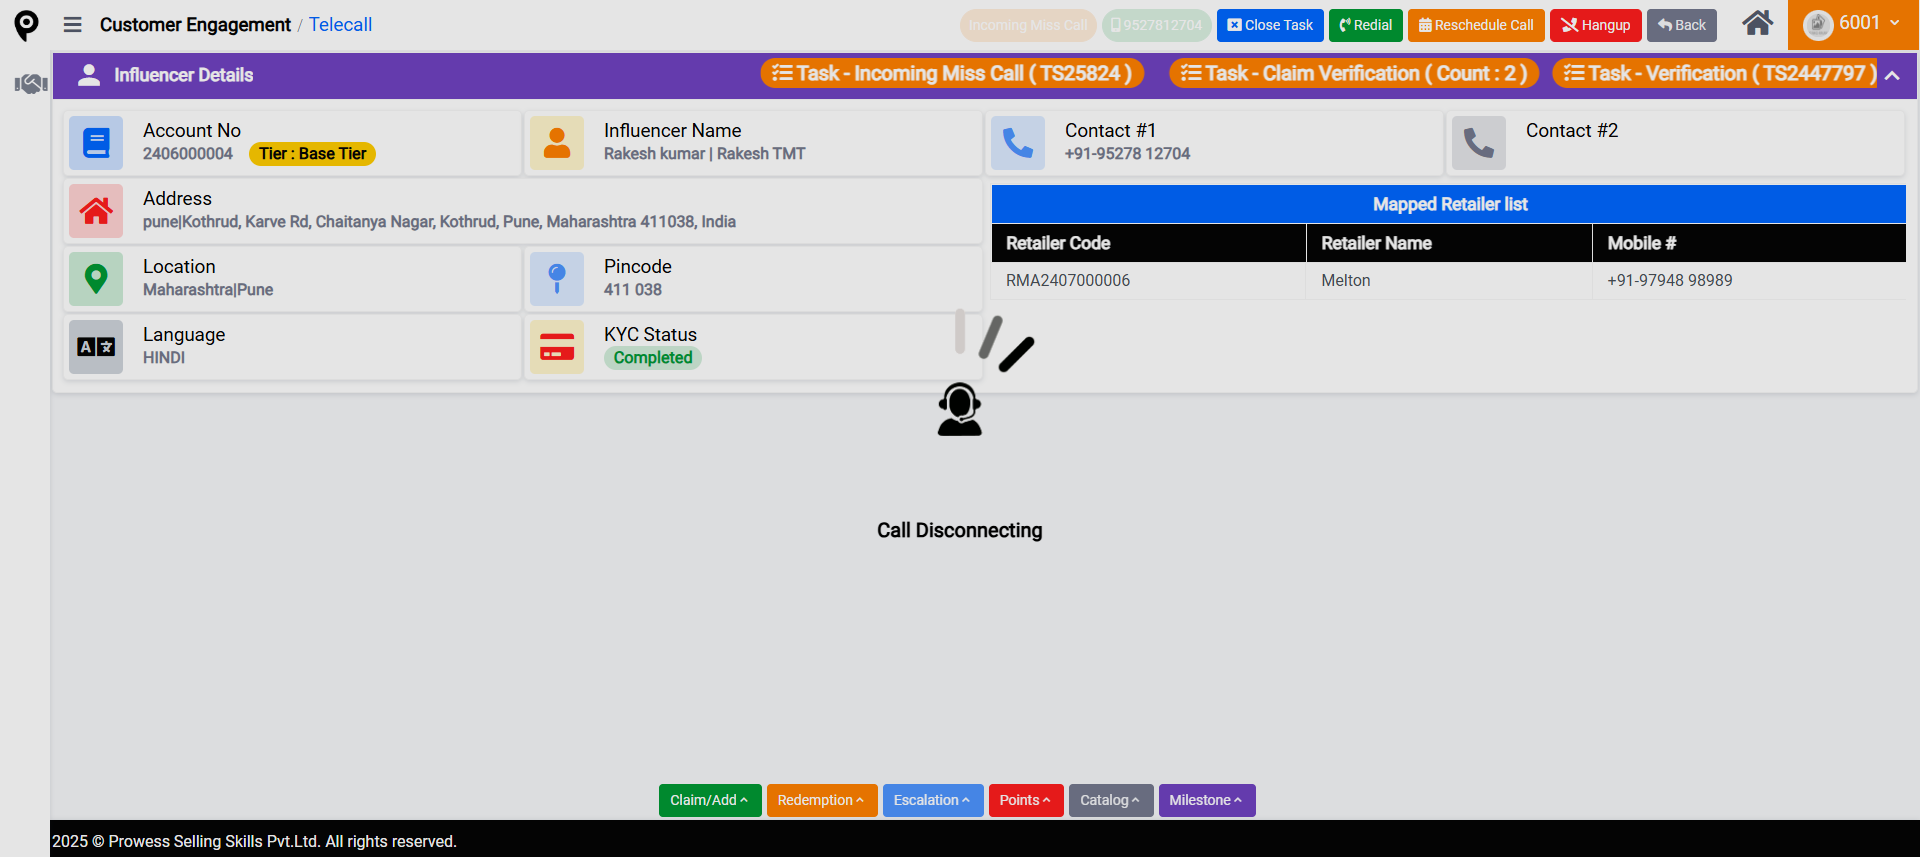 Customer Engagement / Telecall
Incoming Miss Call
9527812704
Close Task
Redial
Reschedule Call
Hangup
Back
6001
Influencer Details
Task - Incoming Miss Call ( TS25824 )
Task - Claim Verification ( Count : 2 )
Task - Verification ( TS2447797 )
Account No
2406000004 Tier : Base Tier
Influencer Name
Rakesh kumar | Rakesh TMT
Contact #1
+91-95278 12704
Contact #2
Address
pune|Kothrud, Karve Rd, Chaitanya Nagar, Kothrud, Pune, Maharashtra 411038, India
Mapped Retailer list
Retailer Code Retailer Name Mobile #
RMA2407000006 Melton +91-97948 98989
Location
Maharashtra|Pune
Pincode
411 038
Language
HINDI
KYC Status
Completed
Call Disconnecting
Claim/Add
Redemption
Escalation
Points
Catalog
Milestone
2025 © Prowess Selling Skills Pvt.Ltd. All rights reserved.